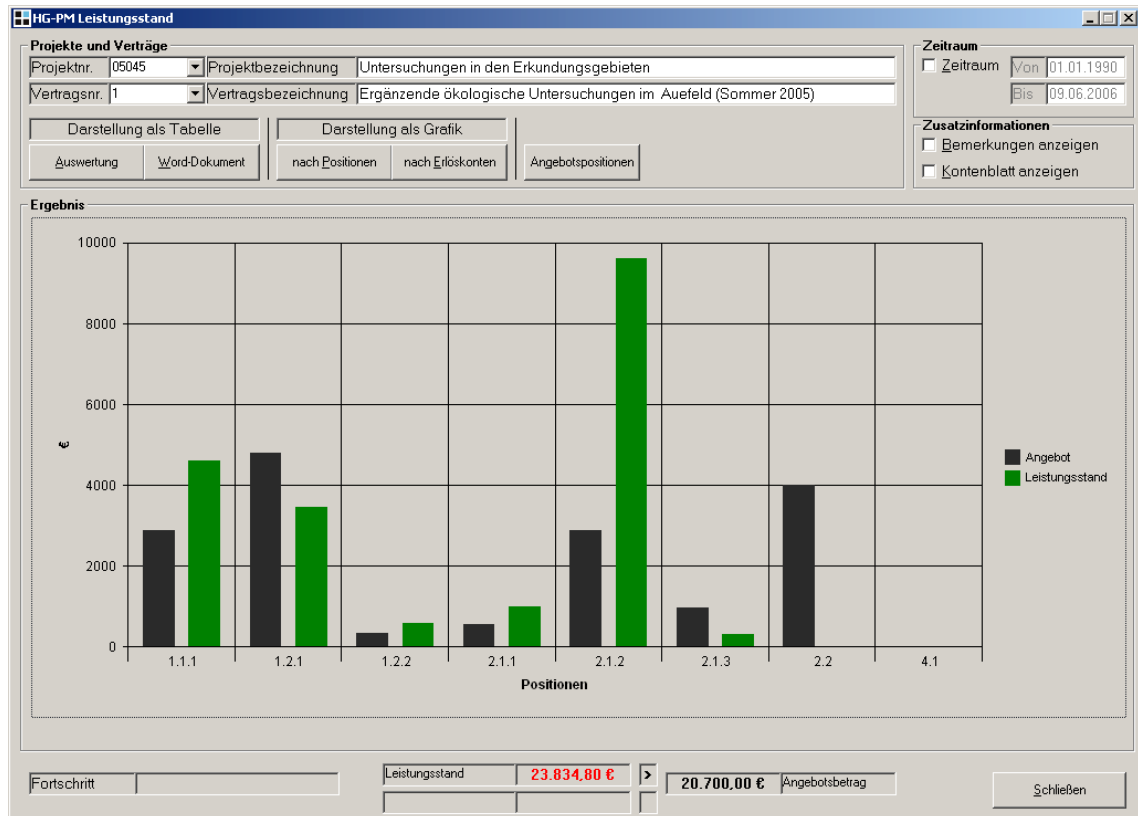 HG-PM Leistungsstand
Projekte und Verträge
Projektnr. 05045 Projektbezeichnung Untersuchungen in den Erkundungsgebieten
Vertragsnr. 1 Vertragsbezeichnung Ergänzende ökologische Untersuchungen im Auefeld (Sommer 2005)
Darstellung als Tabelle Darstellung als Grafik
Auswertung Word-Dokument nach Positionen nach Erlöskonten Angebotspositionen
Zeitraum
Zeitraum Von 01.01.1990
Bis 09.06.2006
Zusatzinformationen
Bemerkungen anzeigen
Kontenblatt anzeigen
Ergebnis
10000
8000
6000
€
4000
2000
0
Angebot
Leistungsstand
1.1.1 1.2.1 1.2.2 2.1.1 2.1.2 2.1.3 2.2 4.1
Positionen
Fortschritt Leistungsstand 23.834,80 € > 20.700,00 € Angebotsbetrag Schließen